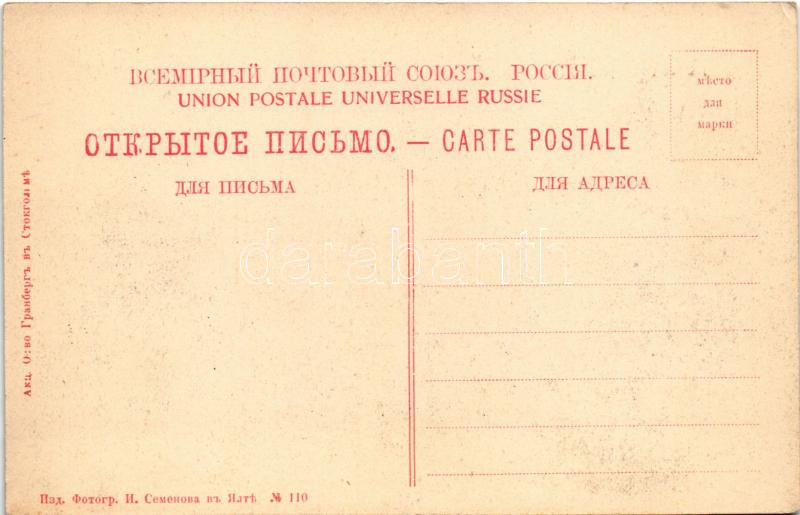 ВСЕМІРНЫЙ ПОЧТОВЫЙ СОЮЗЪ. РОССІЯ.
UNION POSTALE UNIVERSELLE RUSSIE
ОТКРЫТОЕ ПИСЬМО. — CARTE POSTALE
мѣсто
для
марки
ДЛЯ ПИСЬМА
ДЛЯ АДРЕСА
darabanth
Акц. О-во Гранбергъ въ Стокгольмѣ
Изд. Фотогр. И. Семенова въ Ялтѣ № 110